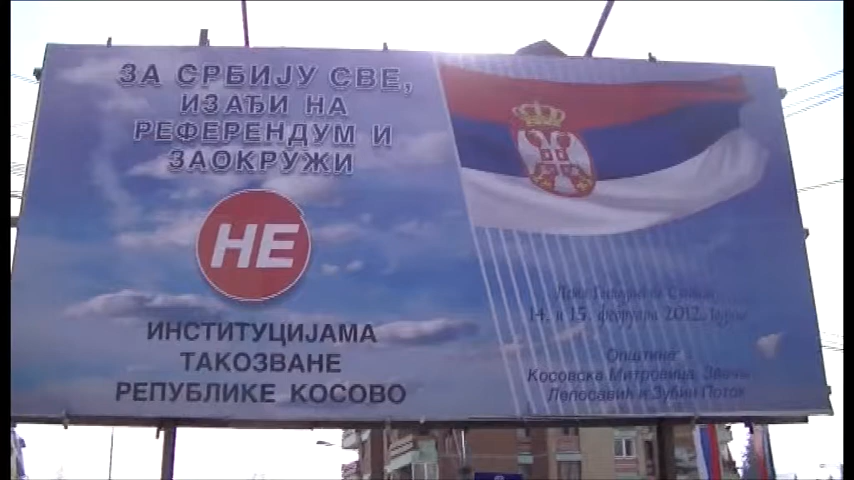 ЗА СРБИЈУ СВЕ,
ИЗАЂИ НА
РЕФЕРЕНДУМ И
ЗАОКРУЖИ
НЕ
ИНСТИТУЦИЈАМА
ТАКОЗВАНЕ
РЕПУБЛИКЕ КОСОВО
14. и 15. фебруара 2012. године
Општине:
Косовска Митровица, Звечан
Лепосавић и Зубин Поток